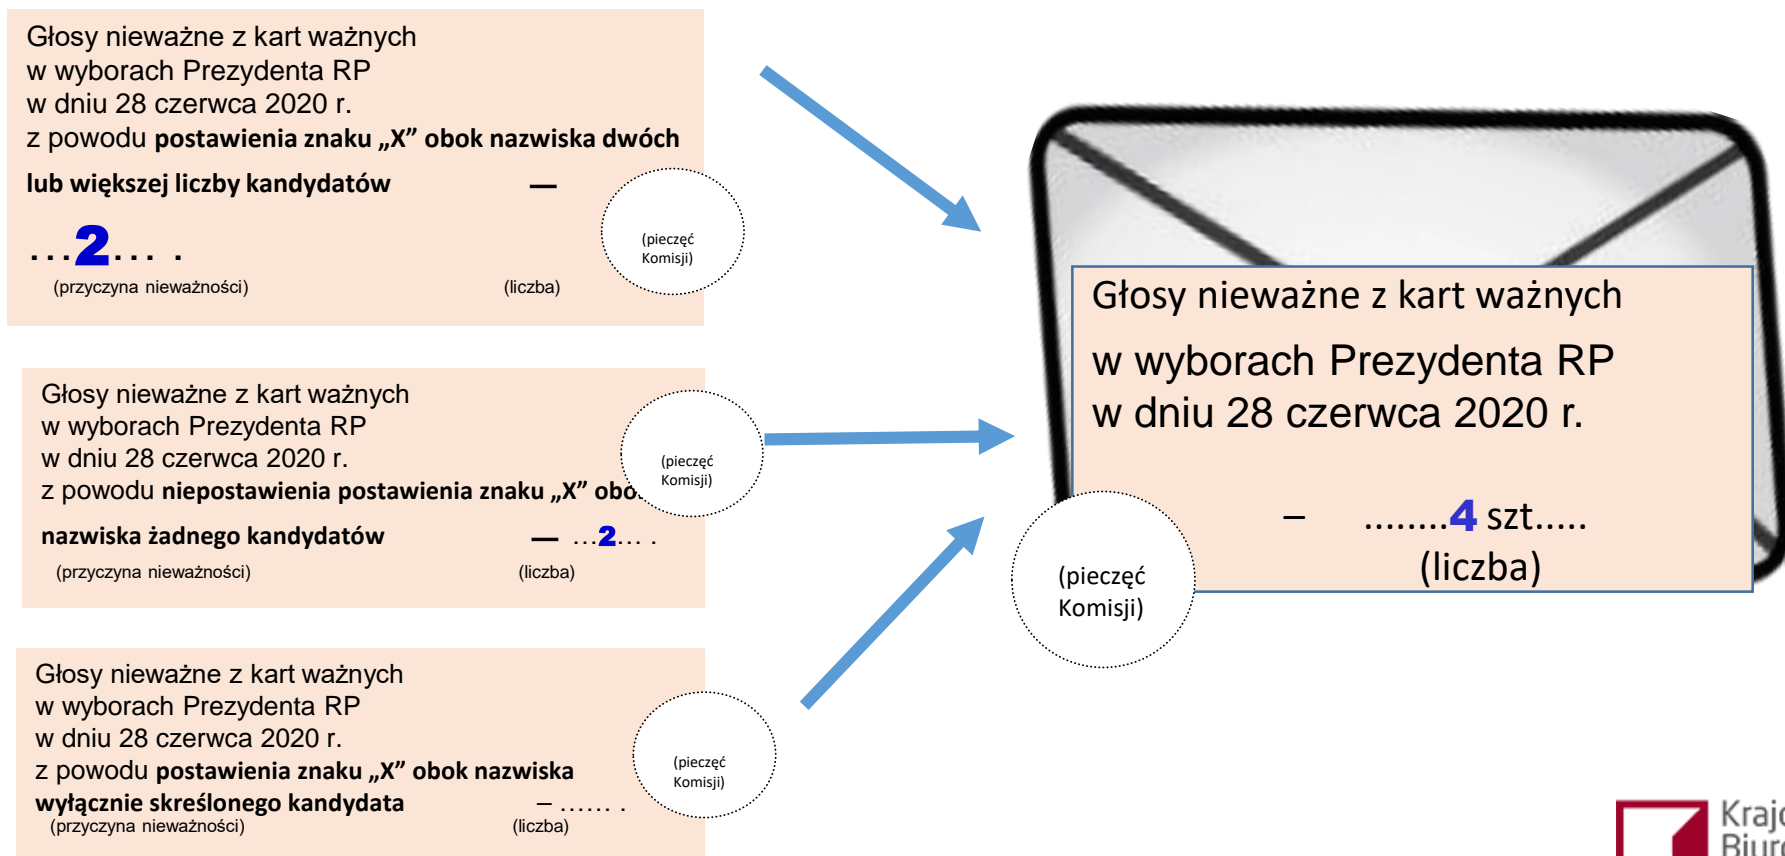 Głosy nieważne z kart ważnych
w wyborach Prezydenta RP
w dniu 28 czerwca 2020 r.
z powodu postawienia znaku „X” obok nazwiska dwóch
lub większej liczby kandydatów —
...2... .
(przyczyna nieważności) (liczba)
(pieczęć
Komisji)
Głosy nieważne z kart ważnych
w wyborach Prezydenta RP
w dniu 28 czerwca 2020 r.
z powodu niepostawienia postawienia znaku „X”
nazwiska żadnego kandydatów — ...2... .
(przyczyna nieważności) (liczba)
(pieczęć
Komisji)
Głosy nieważne z kart ważnych
w wyborach Prezydenta RP
w dniu 28 czerwca 2020 r.
z powodu postawienia znaku „X” obok nazwiska
wyłącznie skreślonego kandydata – ...... .
(przyczyna nieważności) (liczba)
(pieczęć
Komisji)
Głosy nieważne z kart ważnych
w wyborach Prezydenta RP
w dniu 28 czerwca 2020 r.
– ........4 szt.....
(liczba)
(pieczęć
Komisji)